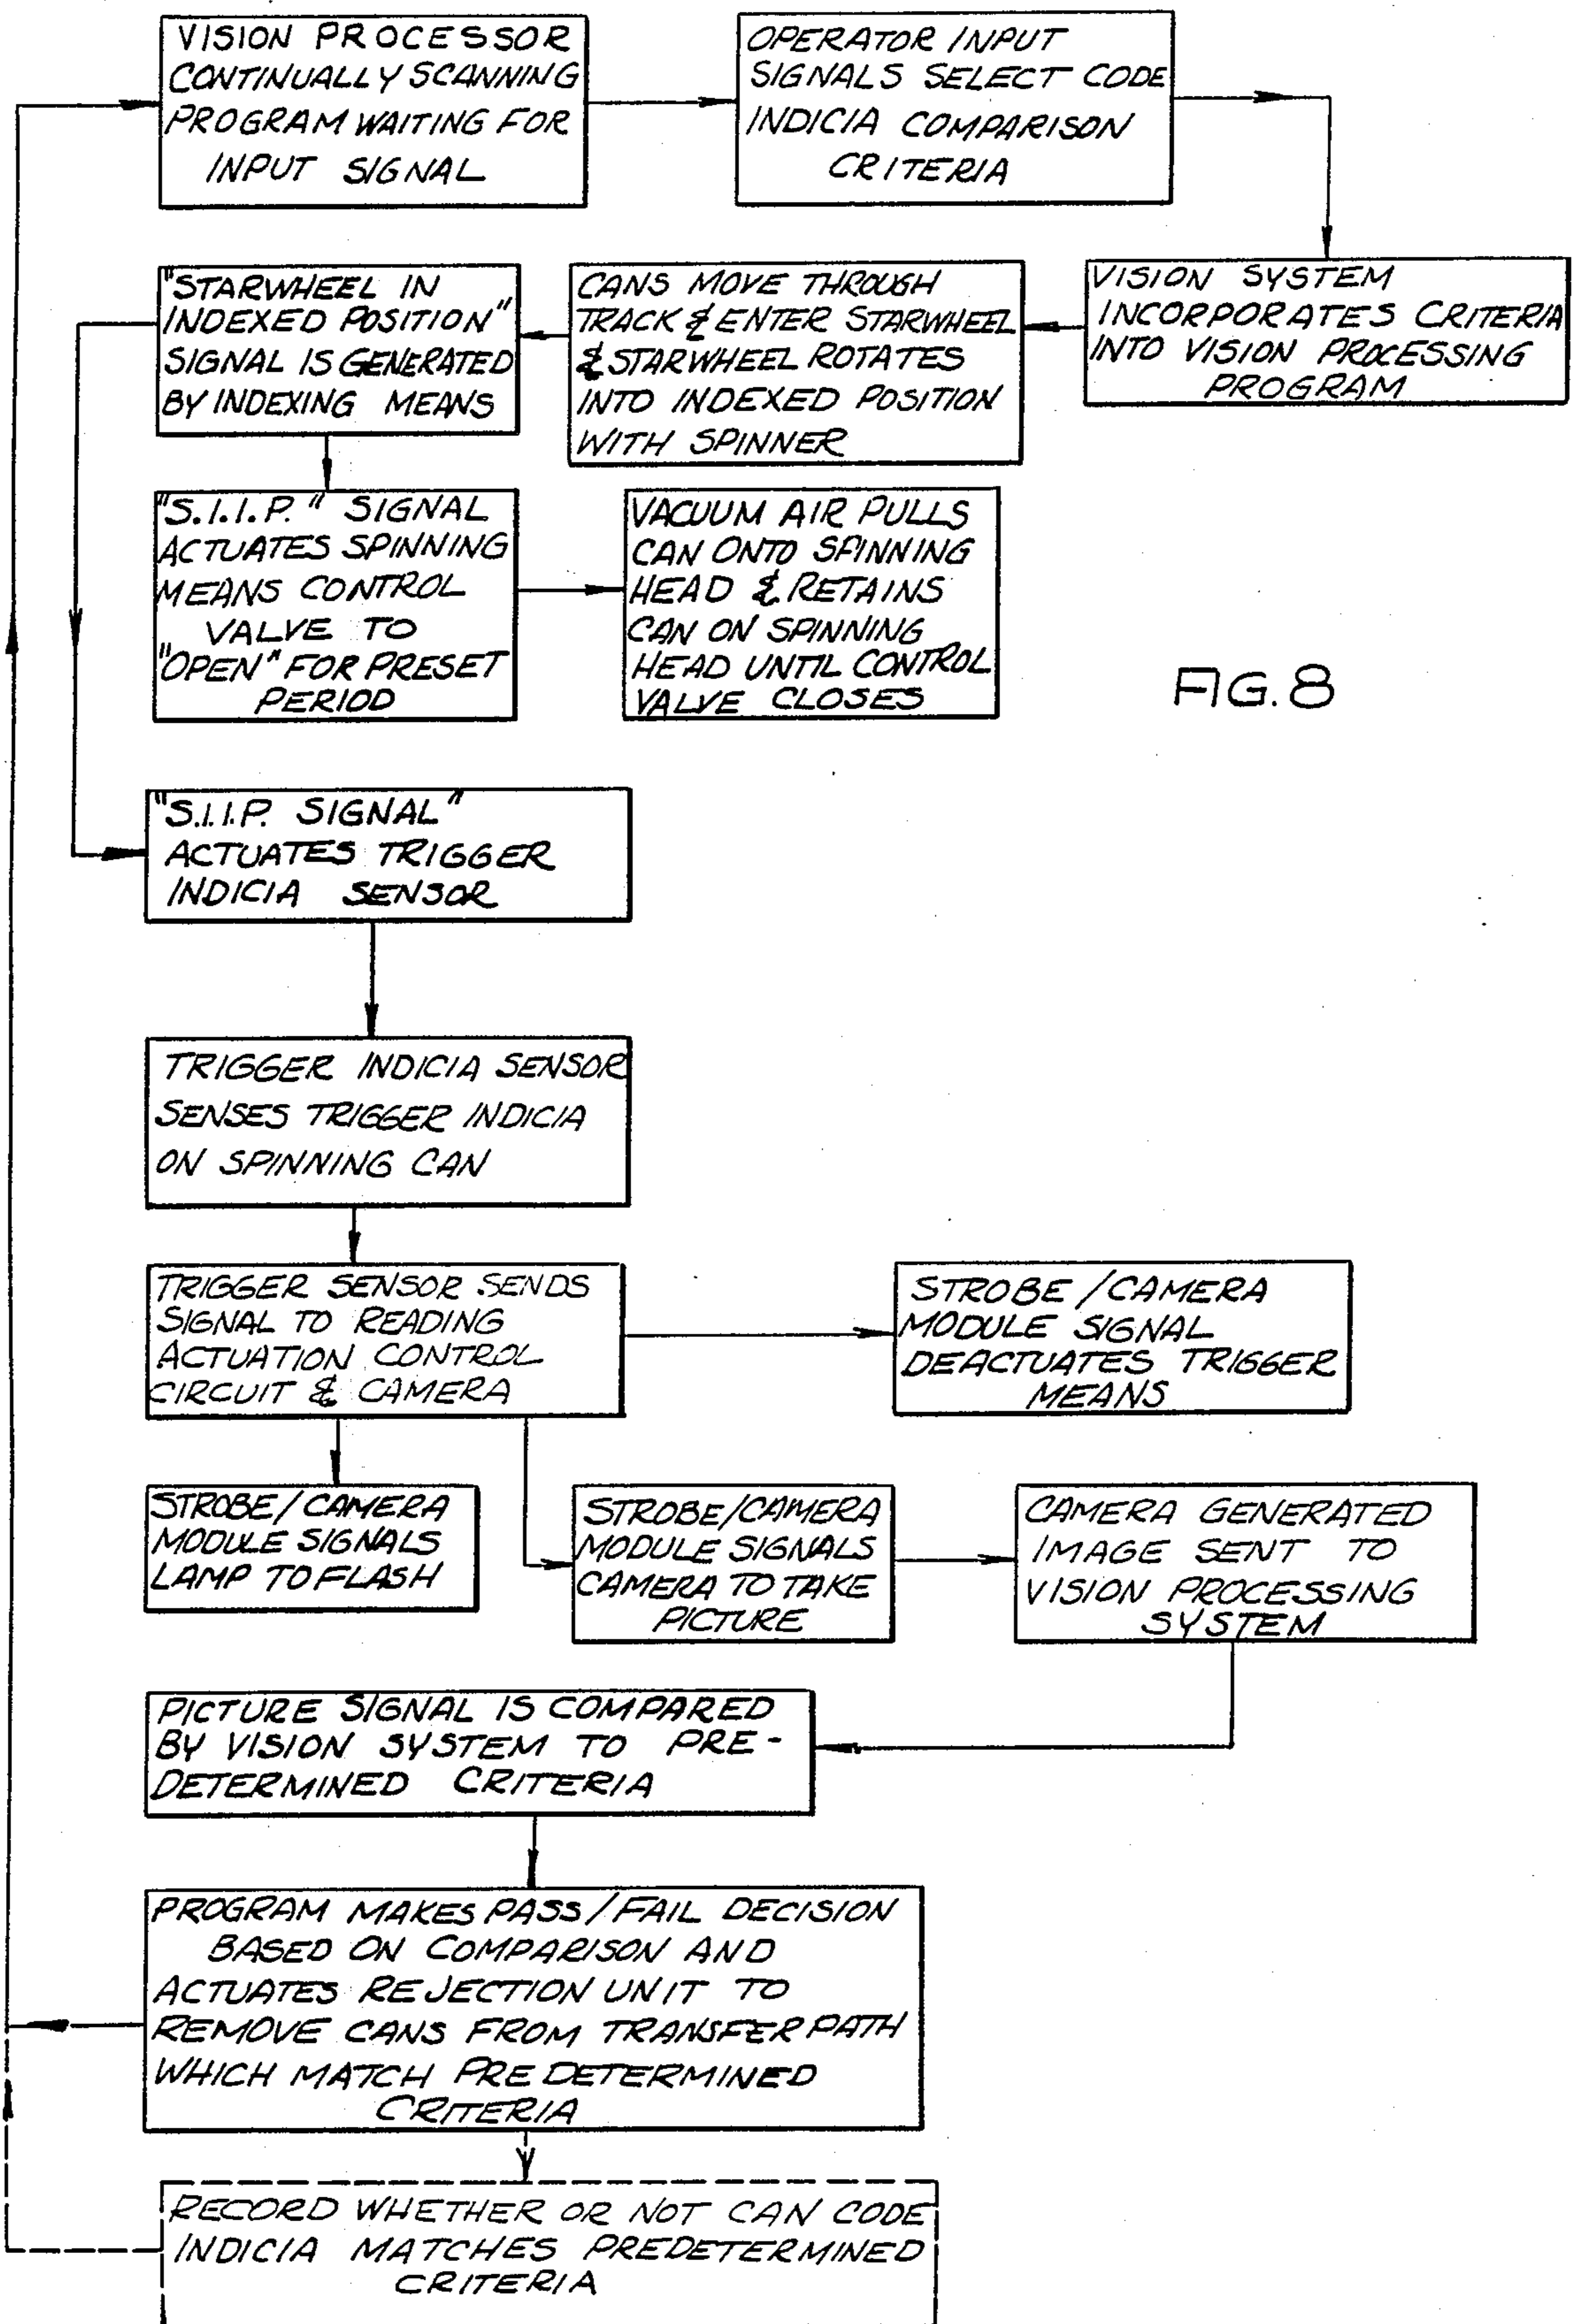 VISION PROCESSOR
CONTINUALLY SCANNING
PROGRAM WAITING FOR
INPUT SIGNAL
OPERATOR INPUT
SIGNALS SELECT CODE
INDICIA COMPARISON
CRITERIA
VISION SYSTEM
INCORPORATES CRITERIA
INTO VISION PROCESSING
PROGRAM
CANS MOVE THROUGH
TRACK & ENTER STARWHEEL
& STARWHEEL ROTATES
INTO INDEXED POSITION
WITH SPINNER
"STARWHEEL IN
INDEXED POSITION"
SIGNAL IS GENERATED
BY INDEXING MEANS
"S.I.I.P." SIGNAL
ACTUATES SPINNING
MEANS CONTROL
VALVE TO
"OPEN" FOR PRESET
PERIOD
VACUUM AIR PULLS
CAN ONTO SPINNING
HEAD & RETAINS
CAN ON SPINNING
HEAD UNTIL CONTROL
VALVE CLOSES
FIG. 8
"S.I.I.P. SIGNAL"
ACTUATES TRIGGER
INDICIA SENSOR
TRIGGER INDICIA SENSOR
SENSES TRIGGER INDICIA
ON SPINNING CAN
TRIGGER SENSOR SENDS
SIGNAL TO READING
ACTUATION CONTROL
CIRCUIT & CAMERA
STROBE/CAMERA
MODULE SIGNAL
DEACTUATES TRIGGER
MEANS
STROBE/CAMERA
MODULE SIGNALS
LAMP TO FLASH
STROBE/CAMERA
MODULE SIGNALS
CAMERA TO TAKE
PICTURE
CAMERA GENERATED
IMAGE SENT TO
VISION PROCESSING
SYSTEM
PICTURE SIGNAL IS COMPARED
BY VISION SYSTEM TO PRE-
DETERMINED CRITERIA
PROGRAM MAKES PASS/FAIL DECISION
BASED ON COMPARISON AND
ACTUATES REJECTION UNIT TO
REMOVE CANS FROM TRANSFER PATH
WHICH MATCH PREDETERMINED
CRITERIA
RECORD WHETHER OR NOT CAN CODE
INDICIA MATCHES PREDETERMINED
CRITERIA